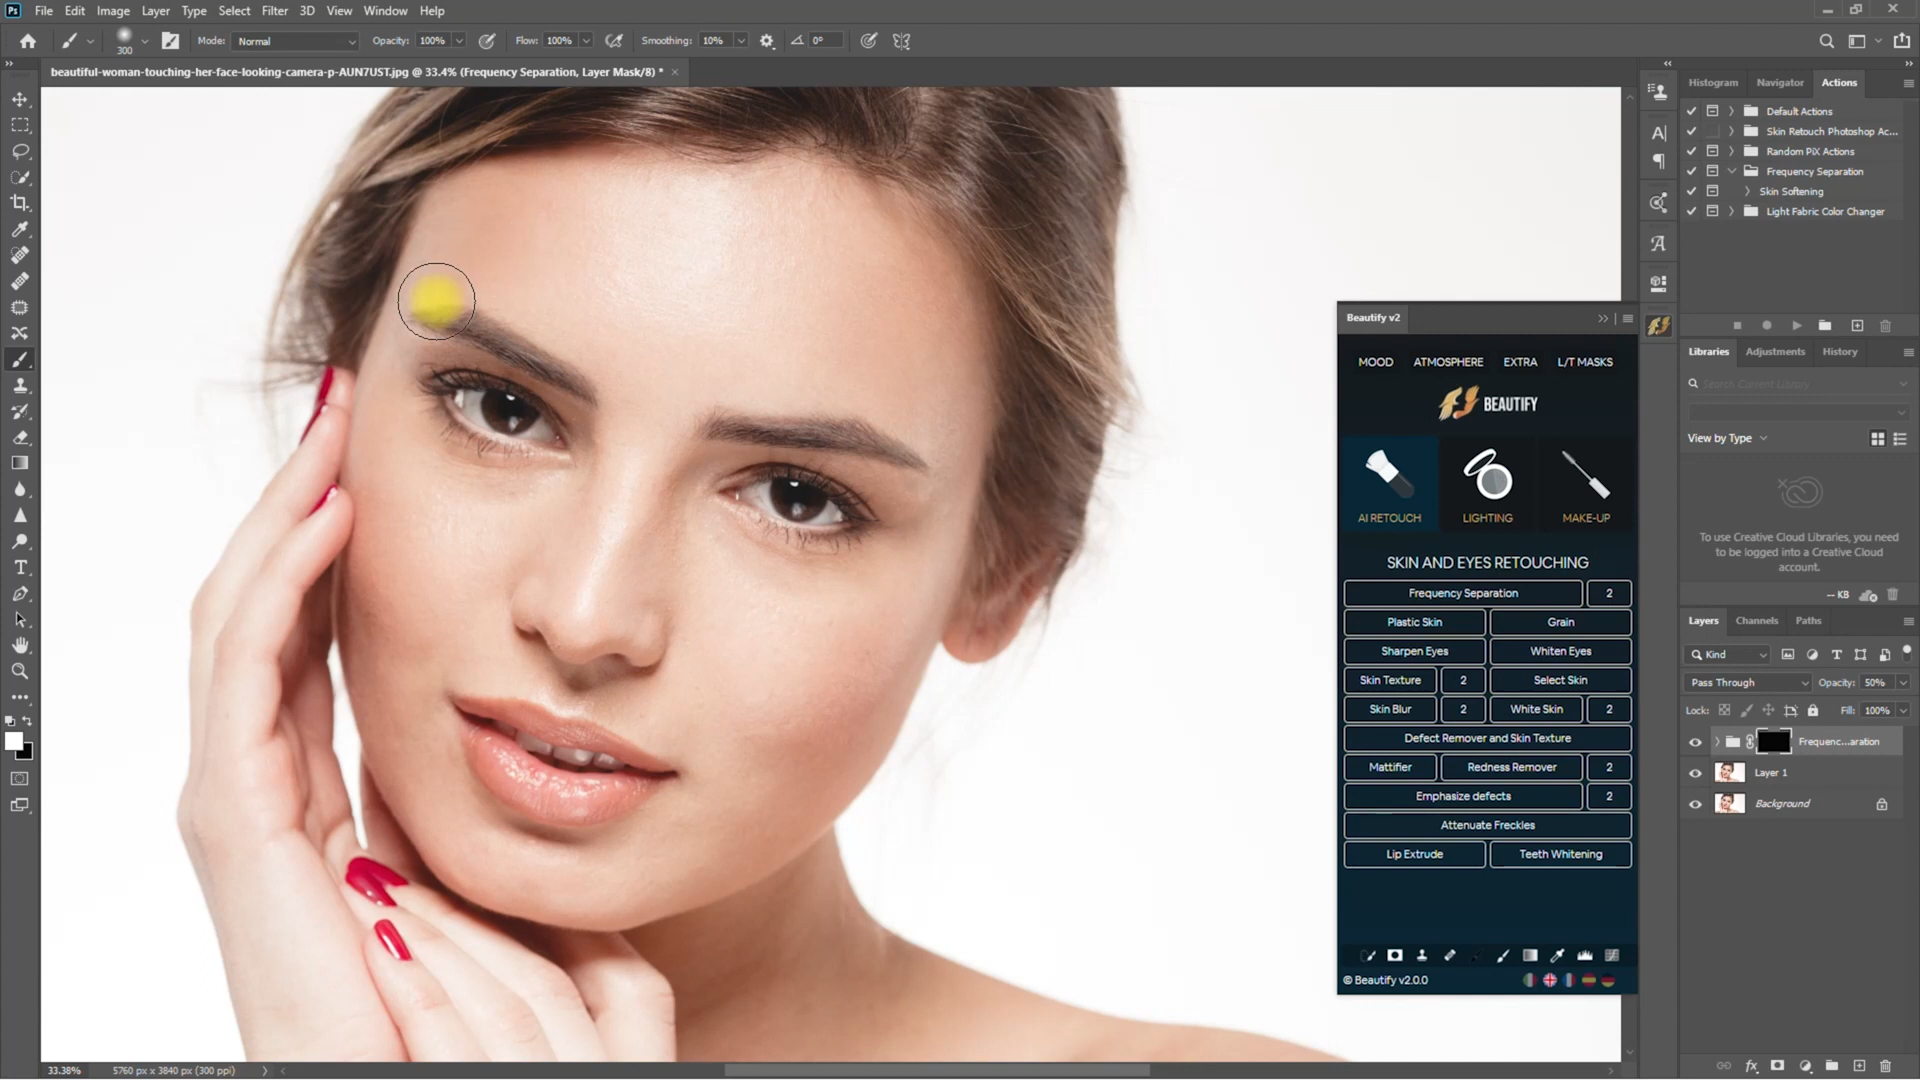 Ps File Edit Image Layer Type Select Filter 3D View Window Help
300 Mode: Normal Opacity: 100% Flow: 100% Smoothing: 10% 0°
beautiful-woman-touching-her-face-looking-camera-p-AUN7UST.jpg @ 33.4% (Frequency Separation, Layer Mask/8) *
Histogram Navigator Actions
Default Actions
Skin Retouch Photoshop Ac...
Random PiX Actions
Frequency Separation
Skin Softening
Light Fabric Color Changer
Libraries Adjustments History
Search Current Library
View by Type
To use Creative Cloud Libraries, you need
to be logged into a Creative Cloud
account.
-- KB
Layers Channels Paths
Kind
Pass Through Opacity: 50%
Lock: Fill: 100%
Frequenc...aration
Layer 1
Background
Beautify v2
MOOD ATMOSPHERE EXTRA L/T MASKS
BEAUTIFY
AI RETOUCH LIGHTING MAKE-UP
SKIN AND EYES RETOUCHING
Frequency Separation 2
Plastic Skin Grain
Sharpen Eyes Whiten Eyes
Skin Texture 2 Select Skin
Skin Blur 2 White Skin 2
Defect Remover and Skin Texture
Mattifier Redness Remover 2
Emphasize defects 2
Attenuate Freckles
Lip Extrude Teeth Whitening
© Beautify v2.0.0
33.38% 5760 px x 3840 px (300 ppi)